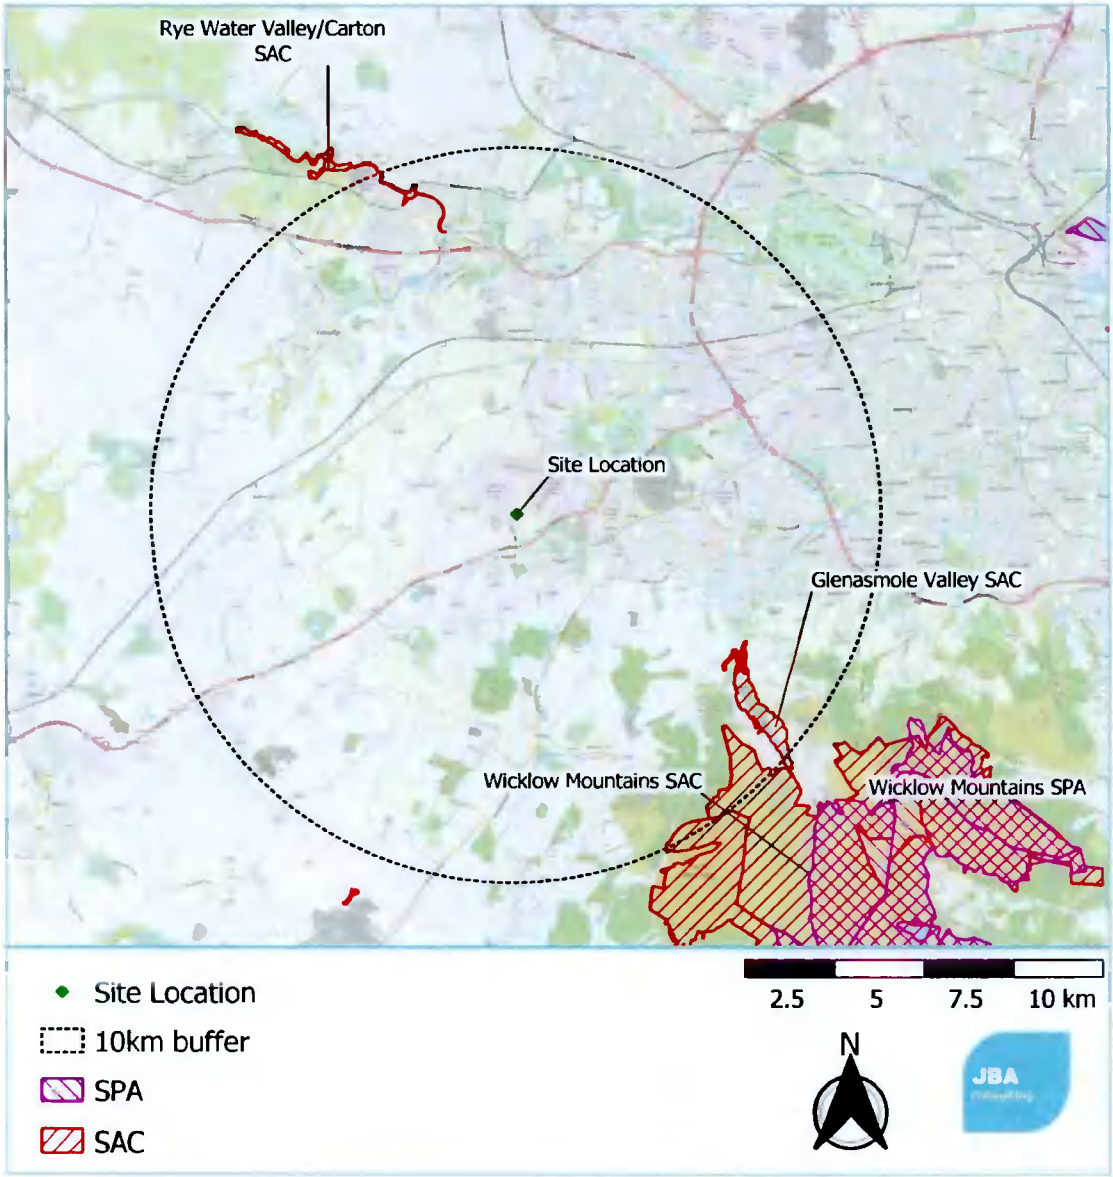 Rye Water Valley/Carton
SAC
Site Location
Glenasmole Valley SAC
Wicklow Mountains SAC
Wicklow Mountains SPA
Site Location
10km buffer
SPA
SAC
2.5 5 7.5 10 km
N
JBA
consulting